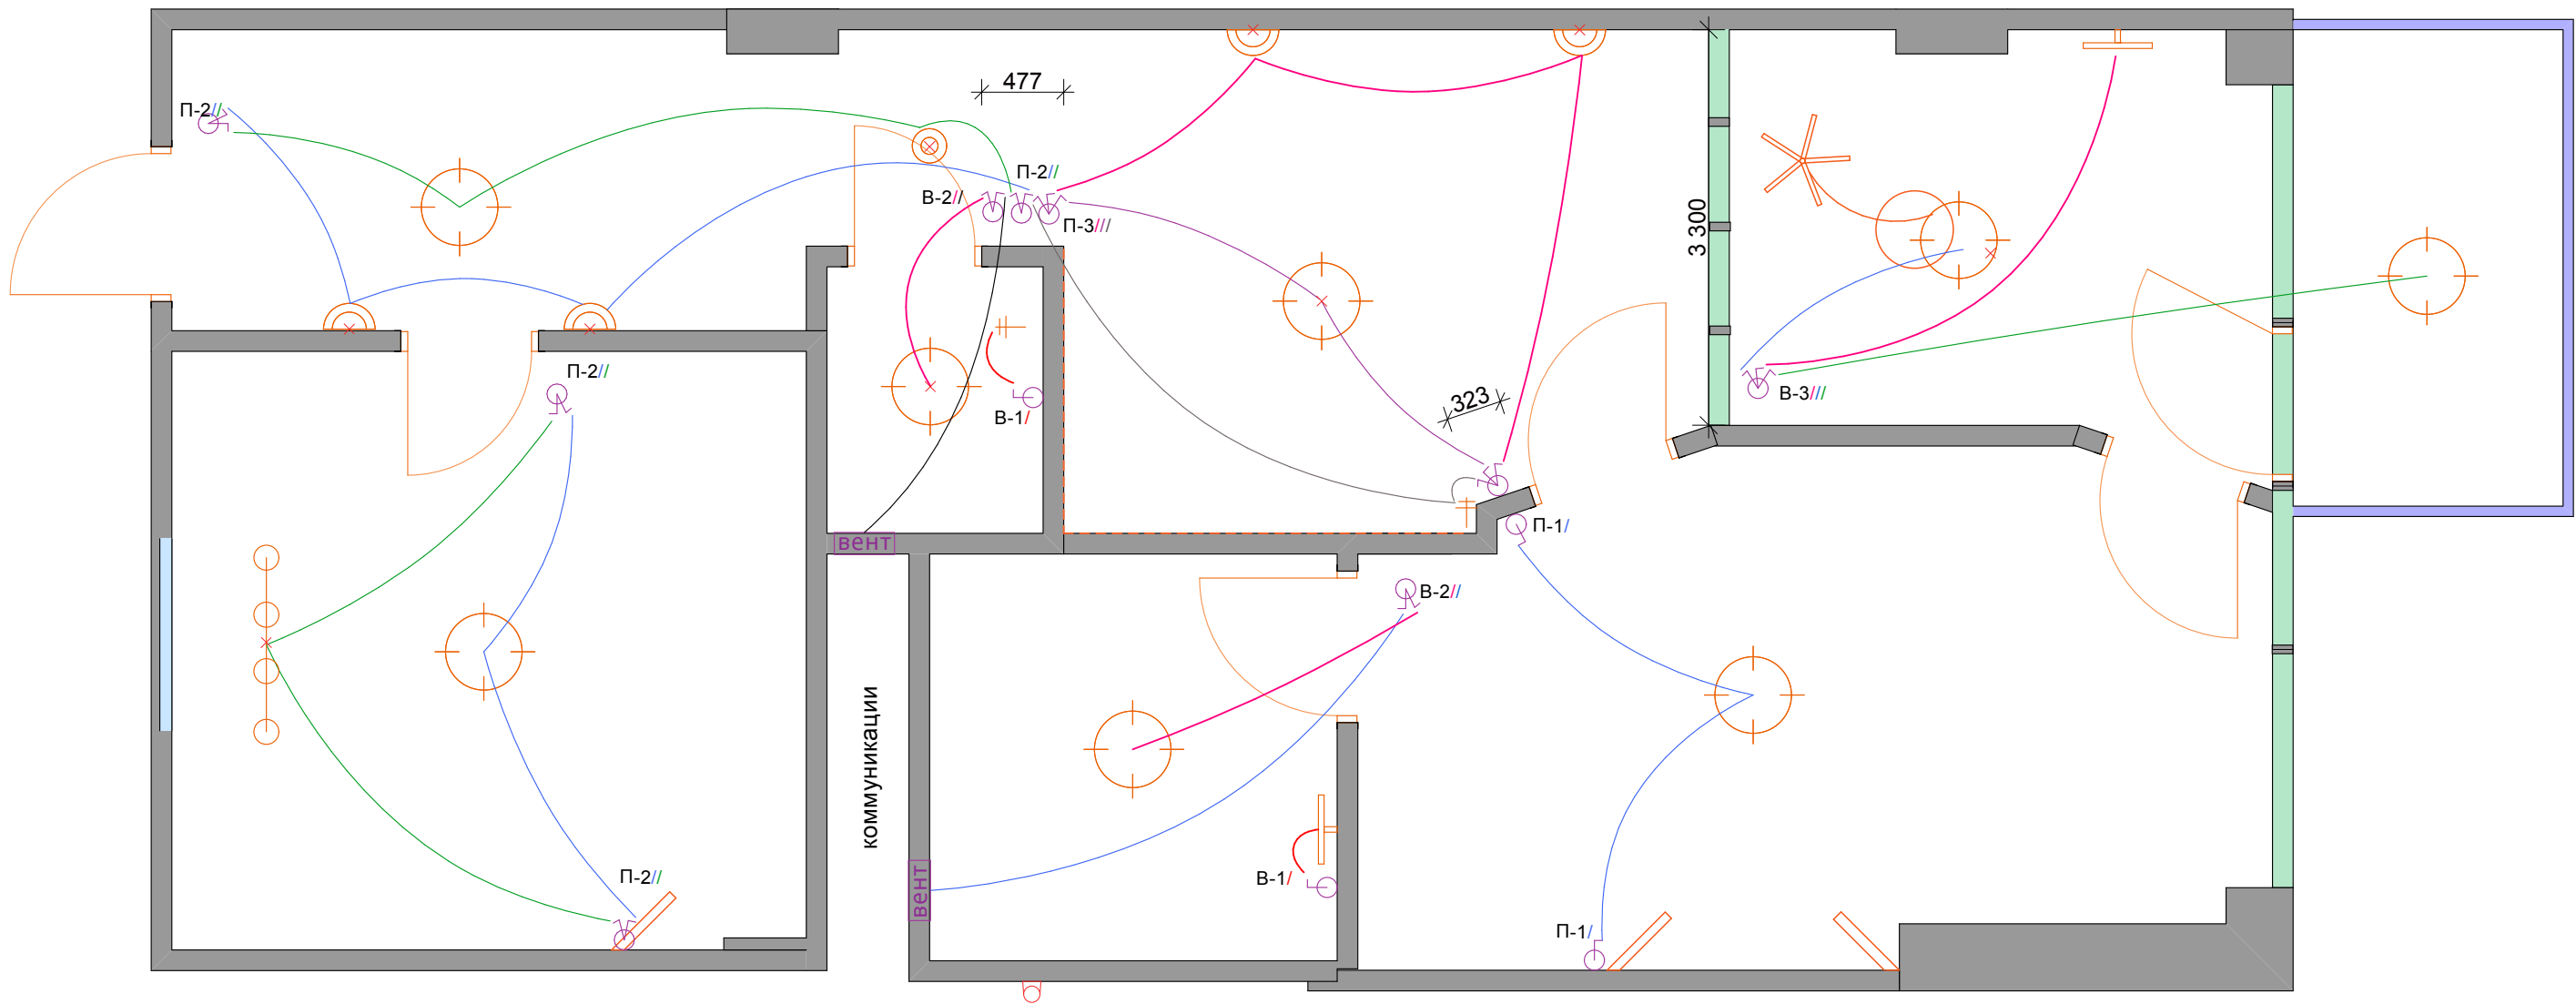 477
П-2//
П-2//
В-2//
П-3///
3 300
П-2//
323
В-3///
В-1/
П-1/
вент
В-2//
коммуникации
П-2//
В-1/
вент
П-1/